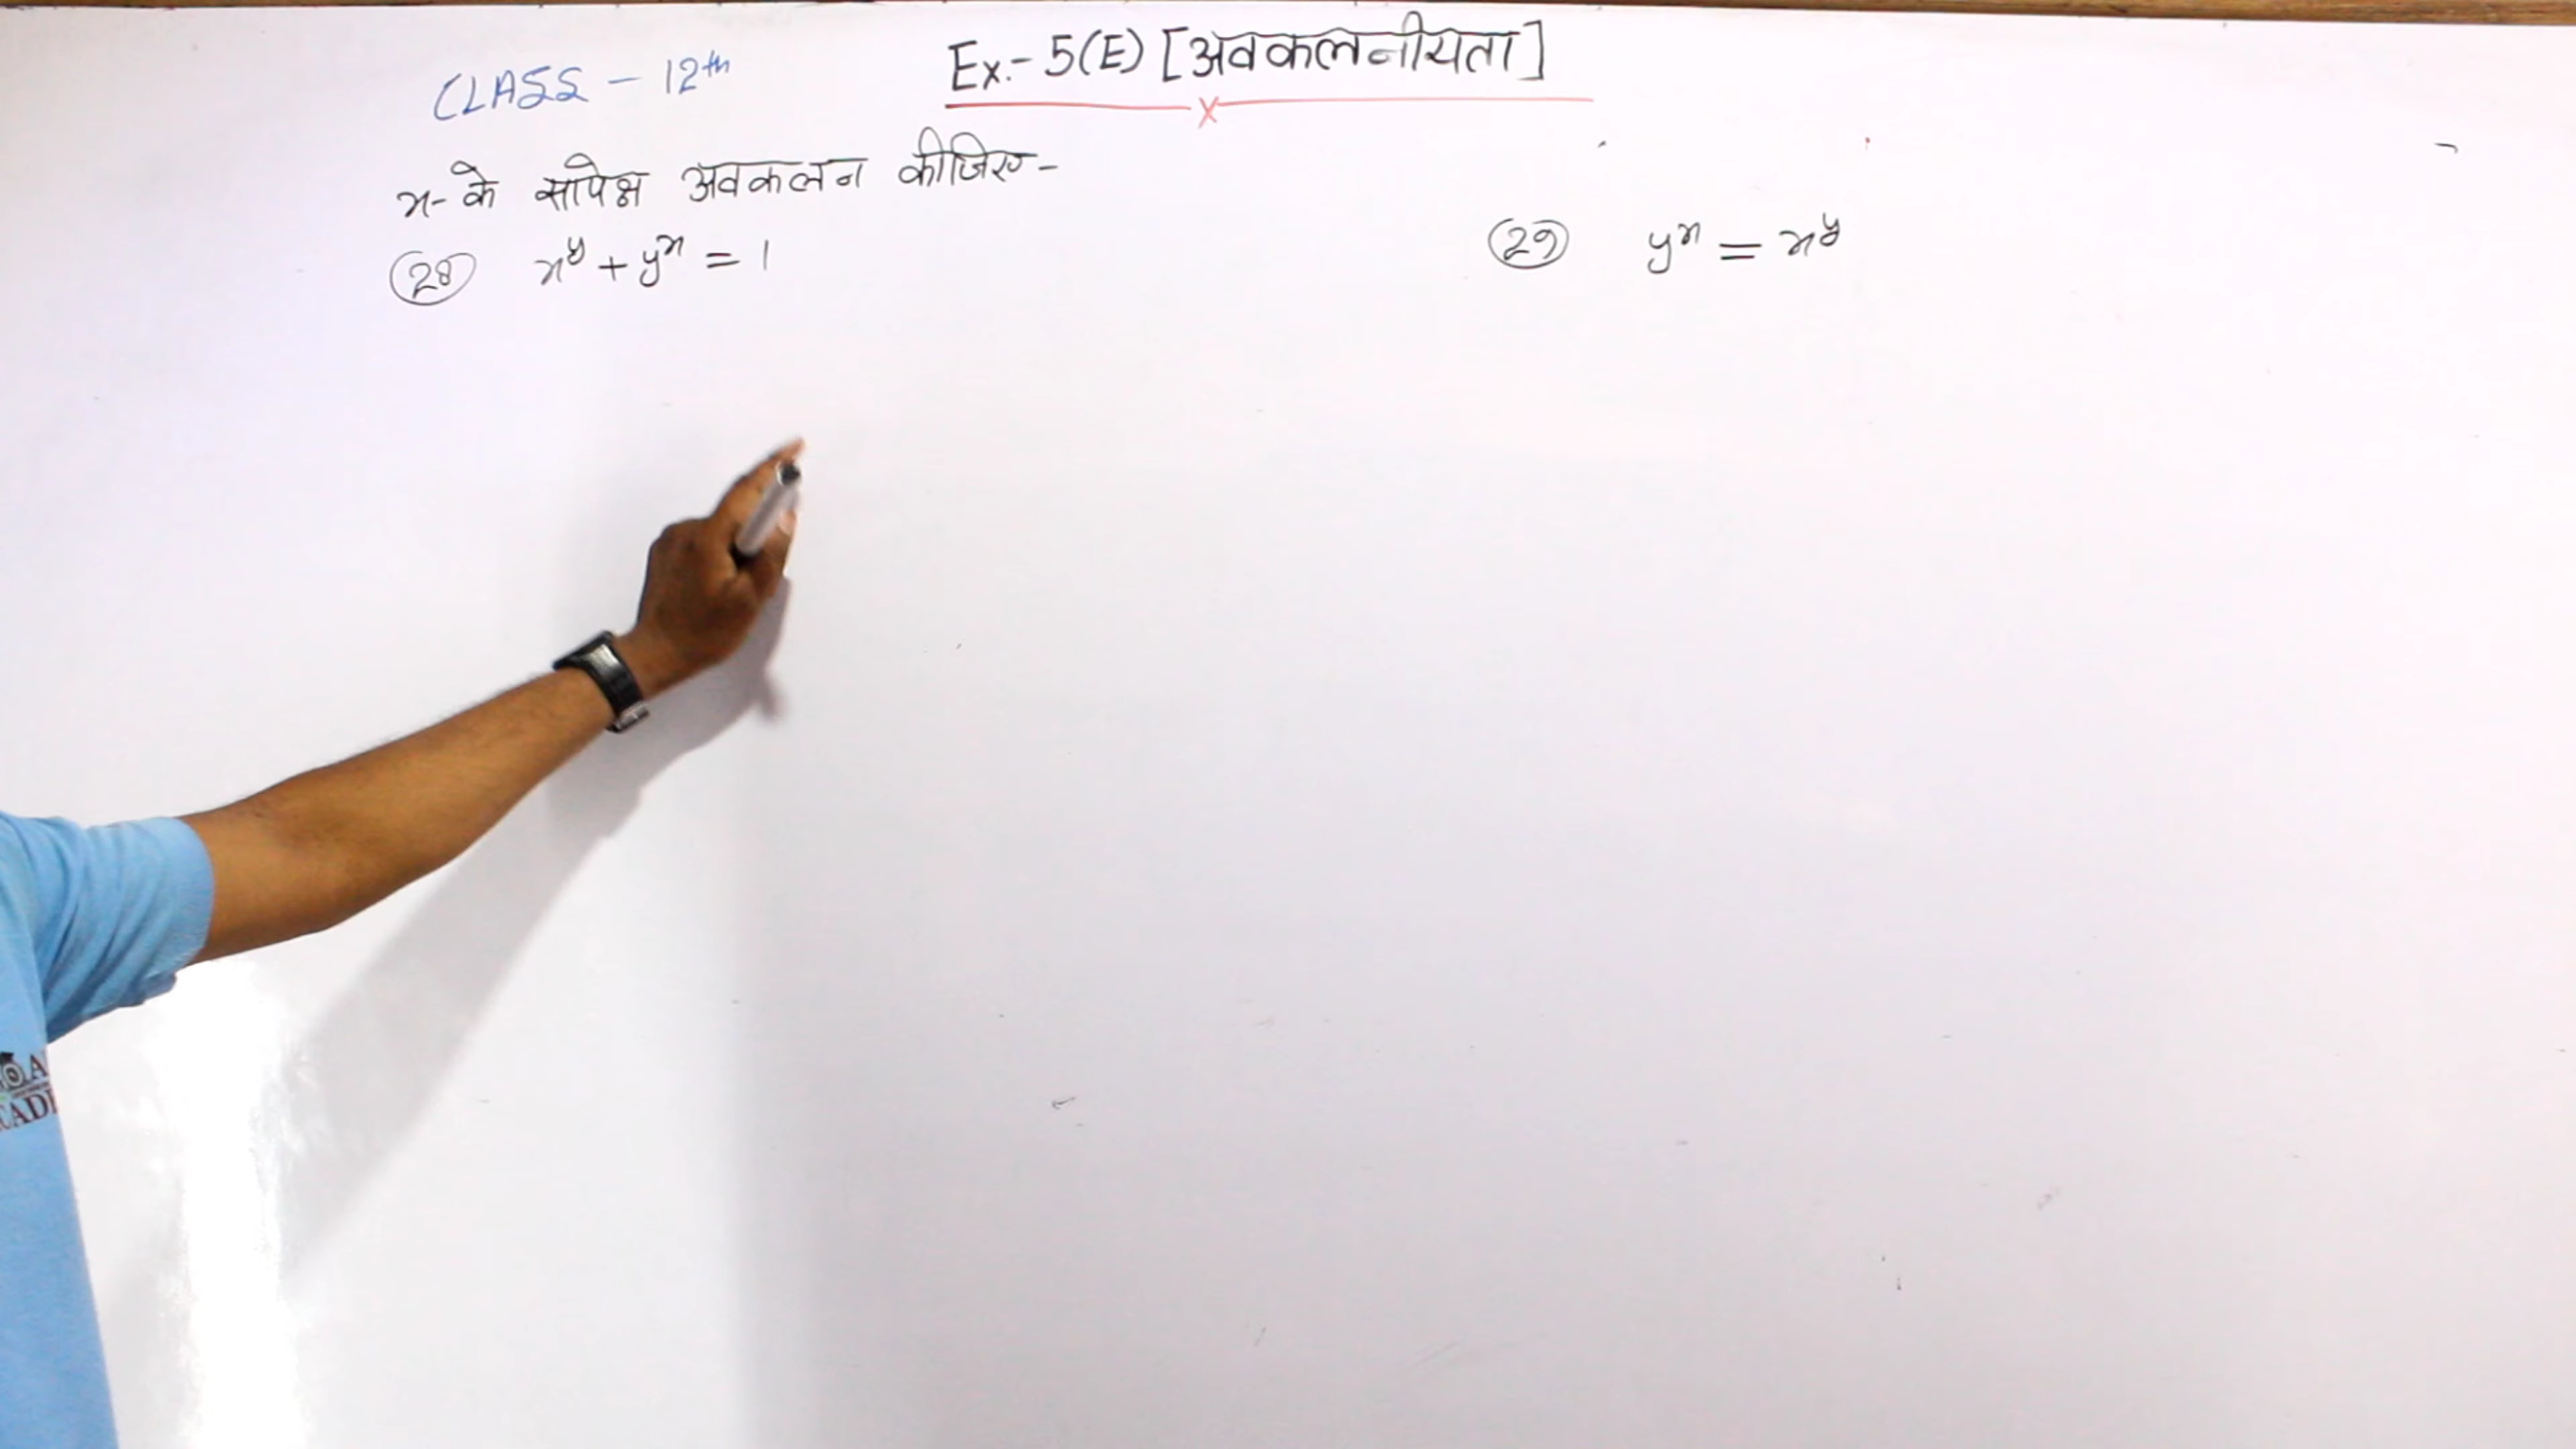 CLASS - 12th
Ex:- 5(E) [अवकलनीयता]
x
x- के सापेक्ष अवकलन कीजिए-
28 x^y + y^x = 1
29 y^x = x^y